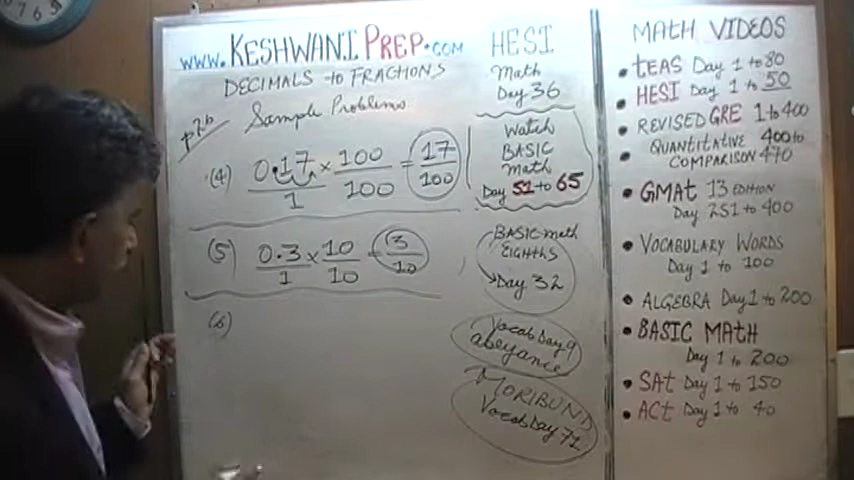 www.KESHWANIPREP.COM
DECIMALS to FRACTIONS
p26
Sample Problems
(4) 0.17/1 × 100/100 = 17/100
(5) 0.3/1 × 10/10 = 3/10
(6)
HESI
Math
Day 36
Watch
BASIC
Math
Day 51 to 65
BASIC math
EIGHTHS
Day 32
Vocab Day 9
abeyance
MORIBUND
Vocab Day 71
MATH VIDEOS
• TEAS Day 1 to 80
• HESI Day 1 to 50
• REVISED GRE 1 to 400
• QUANTITATIVE 400 to
COMPARISON 470
• GMAT 13 EDITION
Day 251 to 400
• VOCABULARY WORDS
Day 1 to 100
• ALGEBRA Day 1 to 200
• BASIC MATH
Day 1 to 200
• SAt Day 1 to 150
• ACt Day 1 to 40